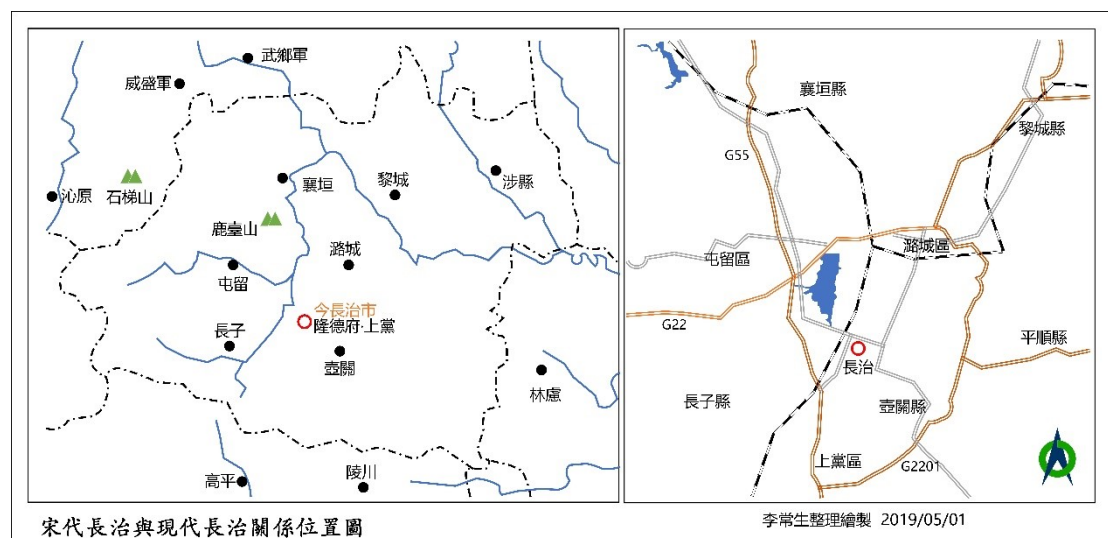 武鄉軍
威盛軍
沁原
石梯山
襄垣
黎城
涉縣
鹿臺山
潞城
屯留
今長治市
隆德府·上黨
長子
壺關
林慮
高平
陵川
宋代長治與現代長治關係位置圖
襄垣縣
黎城縣
G55
潞城區
屯留區
G22
平順縣
長治
長子縣
壺關縣
上黨區
G2201
李常生整理繪製 2019/05/01